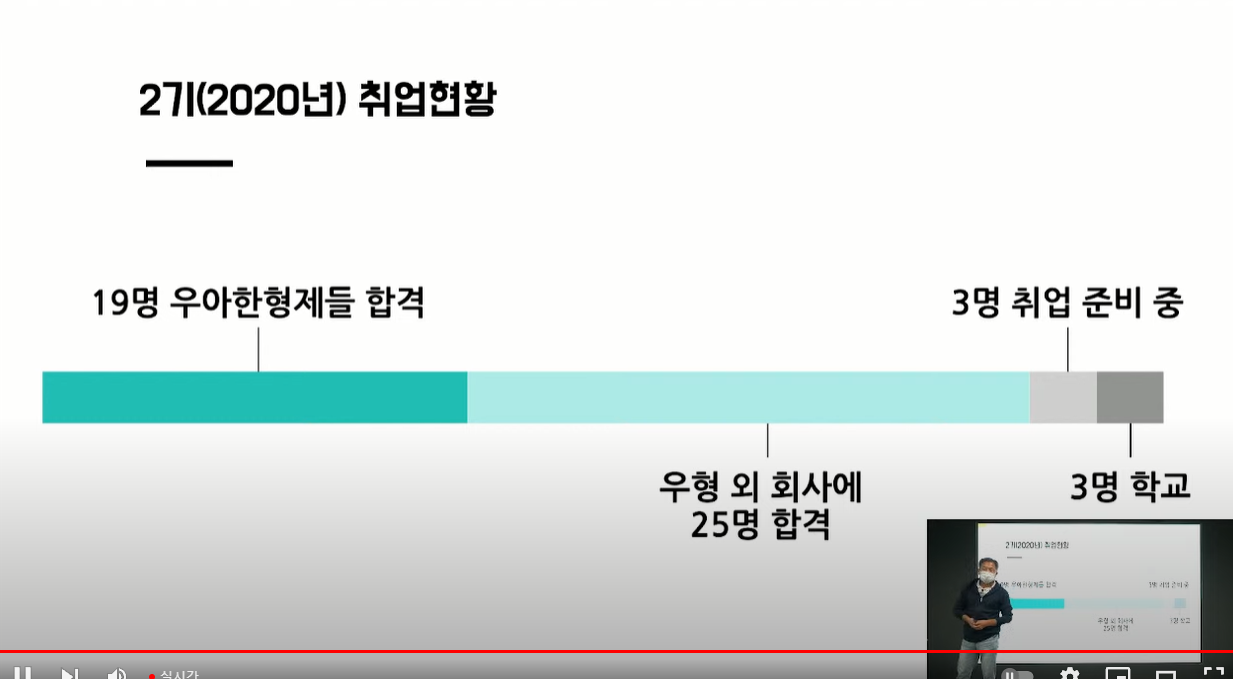 2기(2020년) 취업현황
19명 우아한형제들 합격
3명 취업 준비 중
우형 외 회사에
25명 합격
3명 학교
2기(2020년) 취업현황
19명 우아한형제들 합격
3명 취업 준비 중
우형 외 회사에
25명 합격
3명 학교
실시간